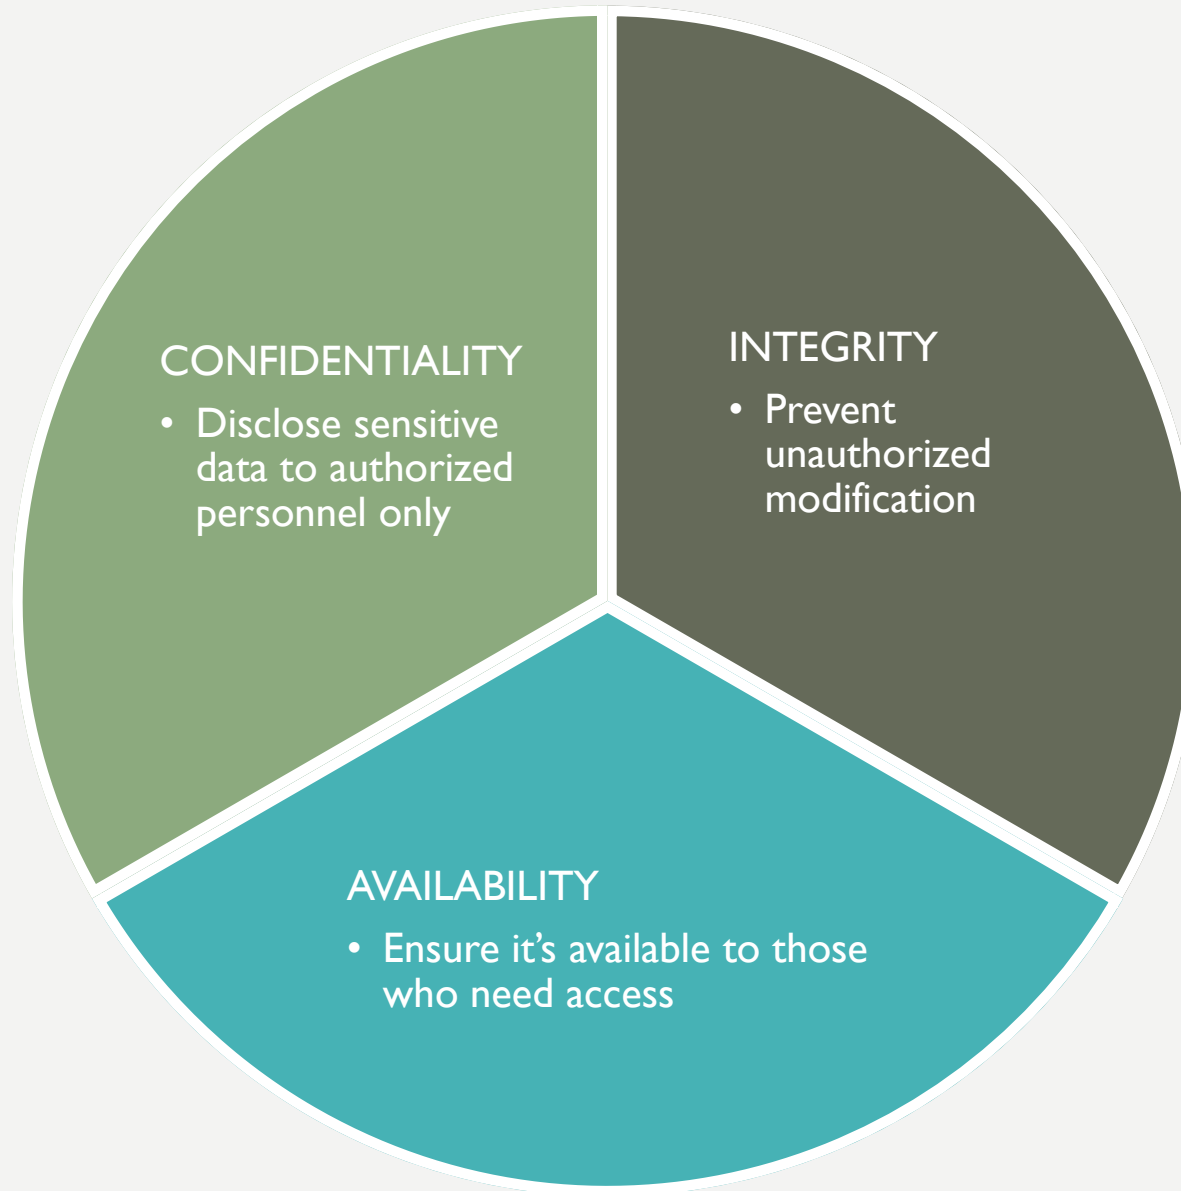 CONFIDENTIALITY
• Disclose sensitive
data to authorized
personnel only
INTEGRITY
• Prevent
unauthorized
modification
AVAILABILITY
• Ensure it’s available to those
who need access